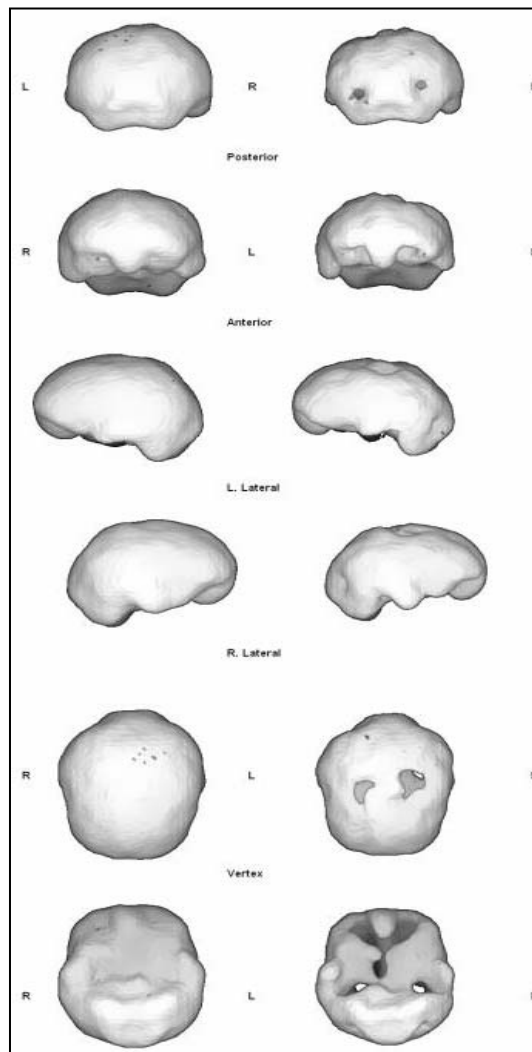 L R
Posterior
R L
Anterior
L. Lateral
R. Lateral
R L
Vertex
R L